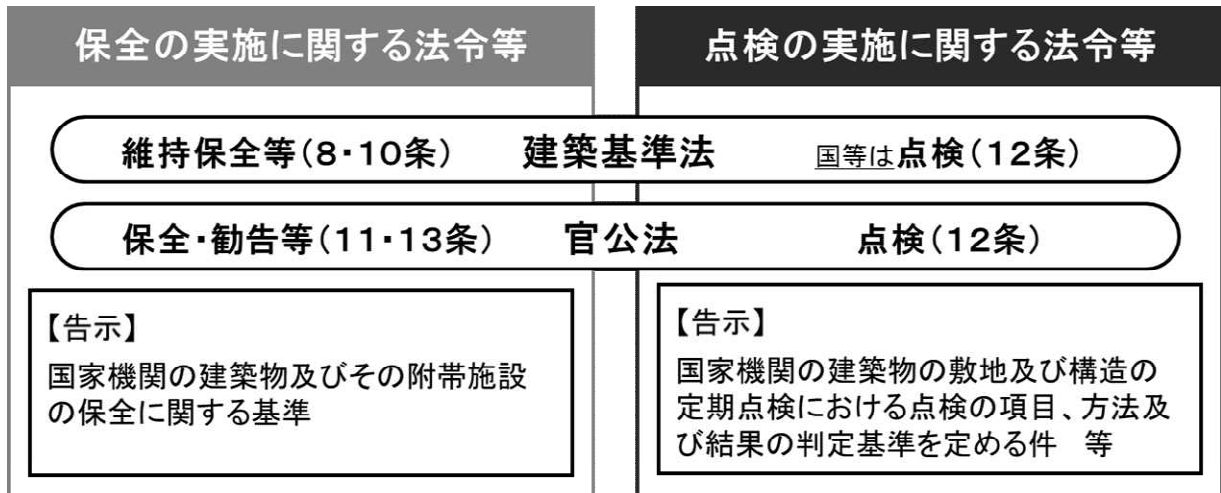 保全の実施に関する法令等
点検の実施に関する法令等
維持保全等（8・10条） 建築基準法 国等は点検（12条）
保全・勧告等（11・13条） 官公法 点検（12条）
【告示】
国家機関の建築物及びその附帯施設
の保全に関する基準
【告示】
国家機関の建築物の敷地及び構造の
定期点検における点検の項目、方法及
び結果の判定基準を定める件　等